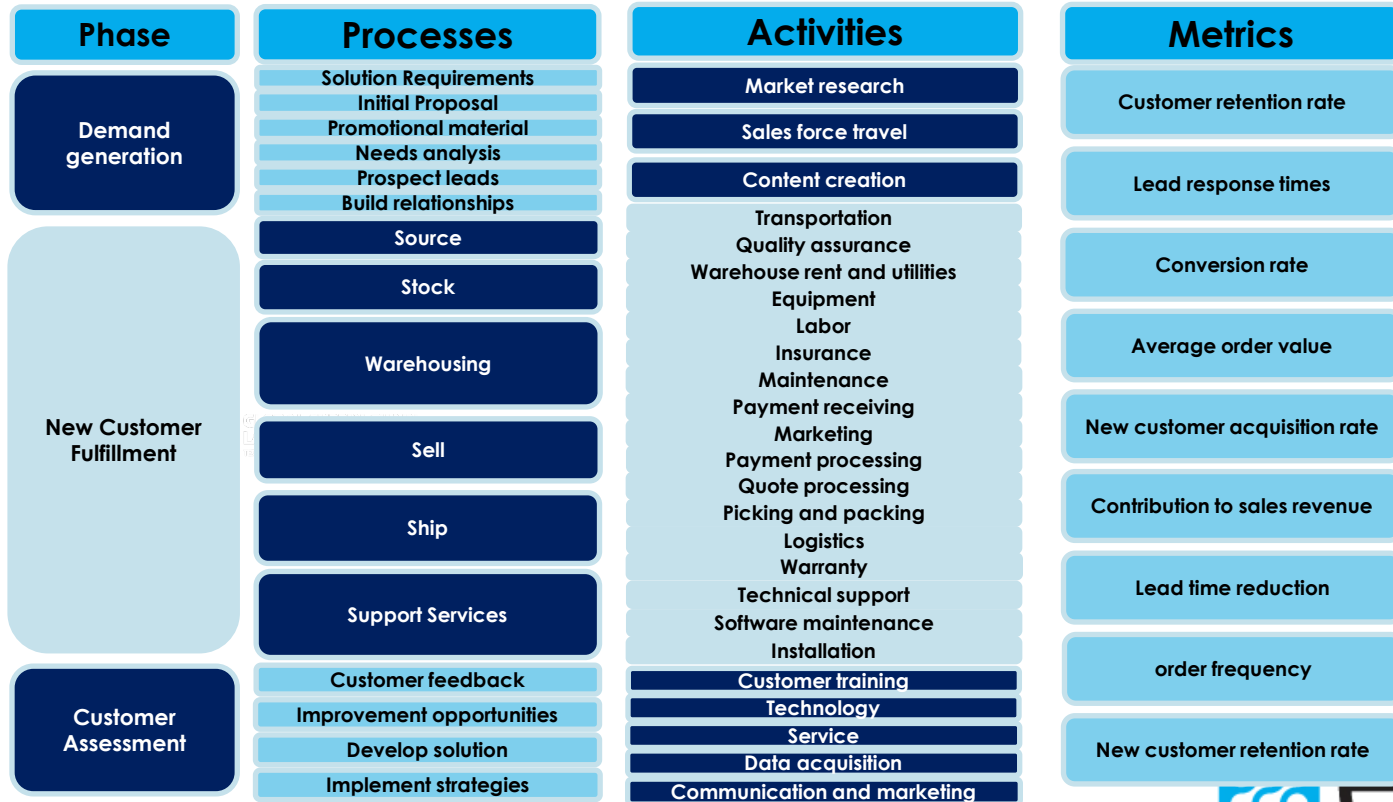 Phase
Demand
generation
New Customer
Fulfillment
Customer
Assessment
Processes
Solution Requirements
Initial Proposal
Promotional material
Needs analysis
Prospect leads
Build relationships
Source
Stock
Warehousing
Sell
Ship
Support Services
Customer feedback
Improvement opportunities
Develop solution
Implement strategies
Activities
Market research
Sales force travel
Content creation
Transportation
Quality assurance
Warehouse rent and utilities
Equipment
Labor
Insurance
Maintenance
Payment receiving
Marketing
Payment processing
Quote processing
Picking and packing
Logistics
Warranty
Technical support
Software maintenance
Installation
Customer training
Technology
Service
Data acquisition
Communication and marketing
Metrics
Customer retention rate
Lead response times
Conversion rate
Average order value
New customer acquisition rate
Contribution to sales revenue
Lead time reduction
order frequency
New customer retention rate